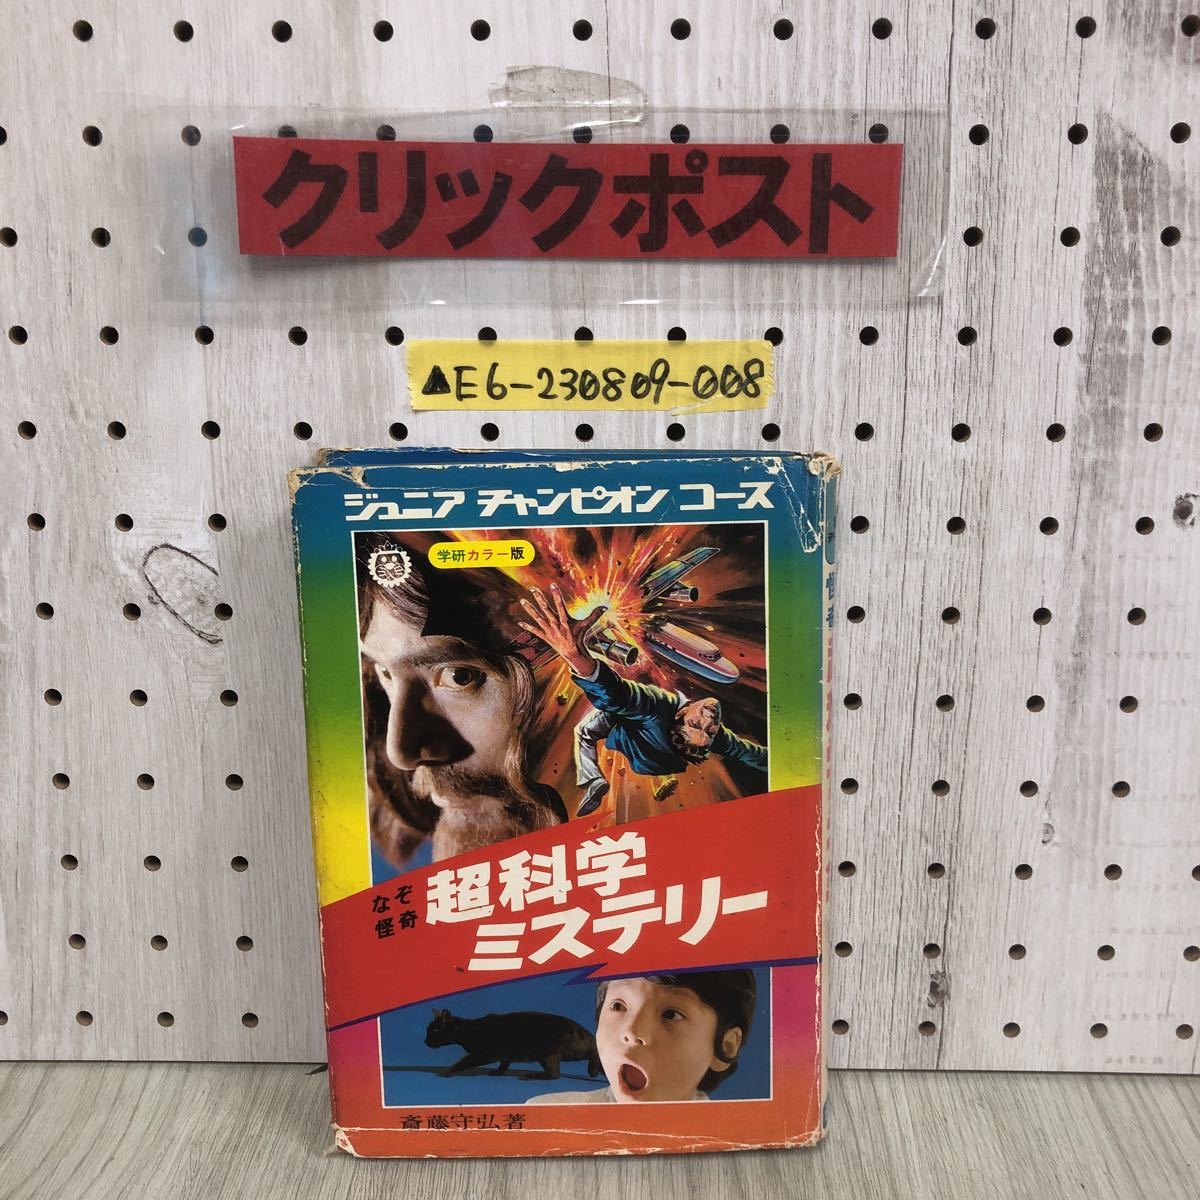 クリックポスト
▲E6-230809-008
ジュニア チャンピオン コース
学研カラー版
なぞ
怪奇
超科学
ミステリー
斎藤守弘著